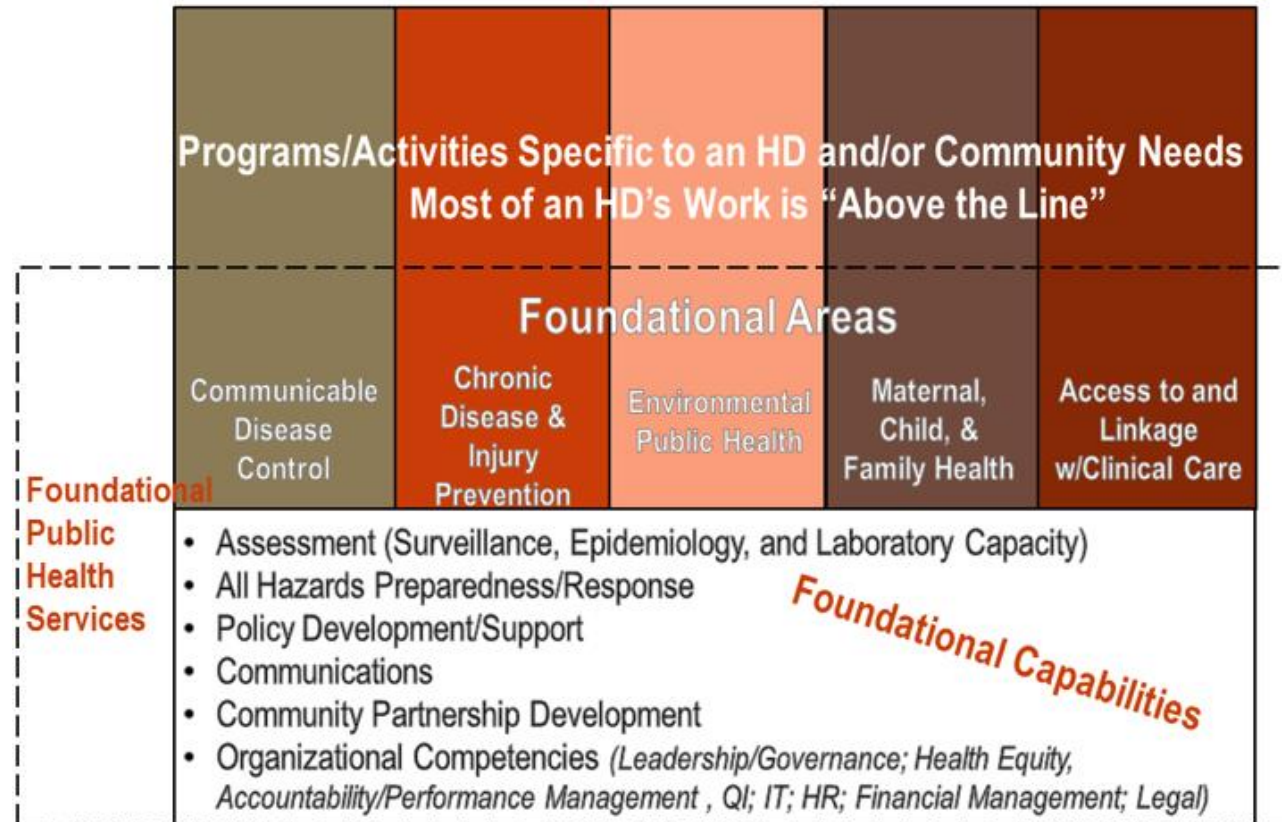 Programs/Activities Specific to an HD and/or Community Needs
Most of an HD's Work is “Above the Line”
Foundational Areas
Communicable
Disease
Control
Chronic
Disease &
Injury
Prevention
Environmental
Public Health
Maternal,
Child, &
Family Health
Access to and
Linkage
w/Clinical Care
Foundational
Public
Health
Services
• Assessment (Surveillance, Epidemiology, and Laboratory Capacity)
• All Hazards Preparedness/Response
• Policy Development/Support
• Communications
• Community Partnership Development
• Organizational Competencies (Leadership/Governance; Health Equity,
Accountability/Performance Management , QI; IT; HR; Financial Management; Legal)
Foundational Capabilities